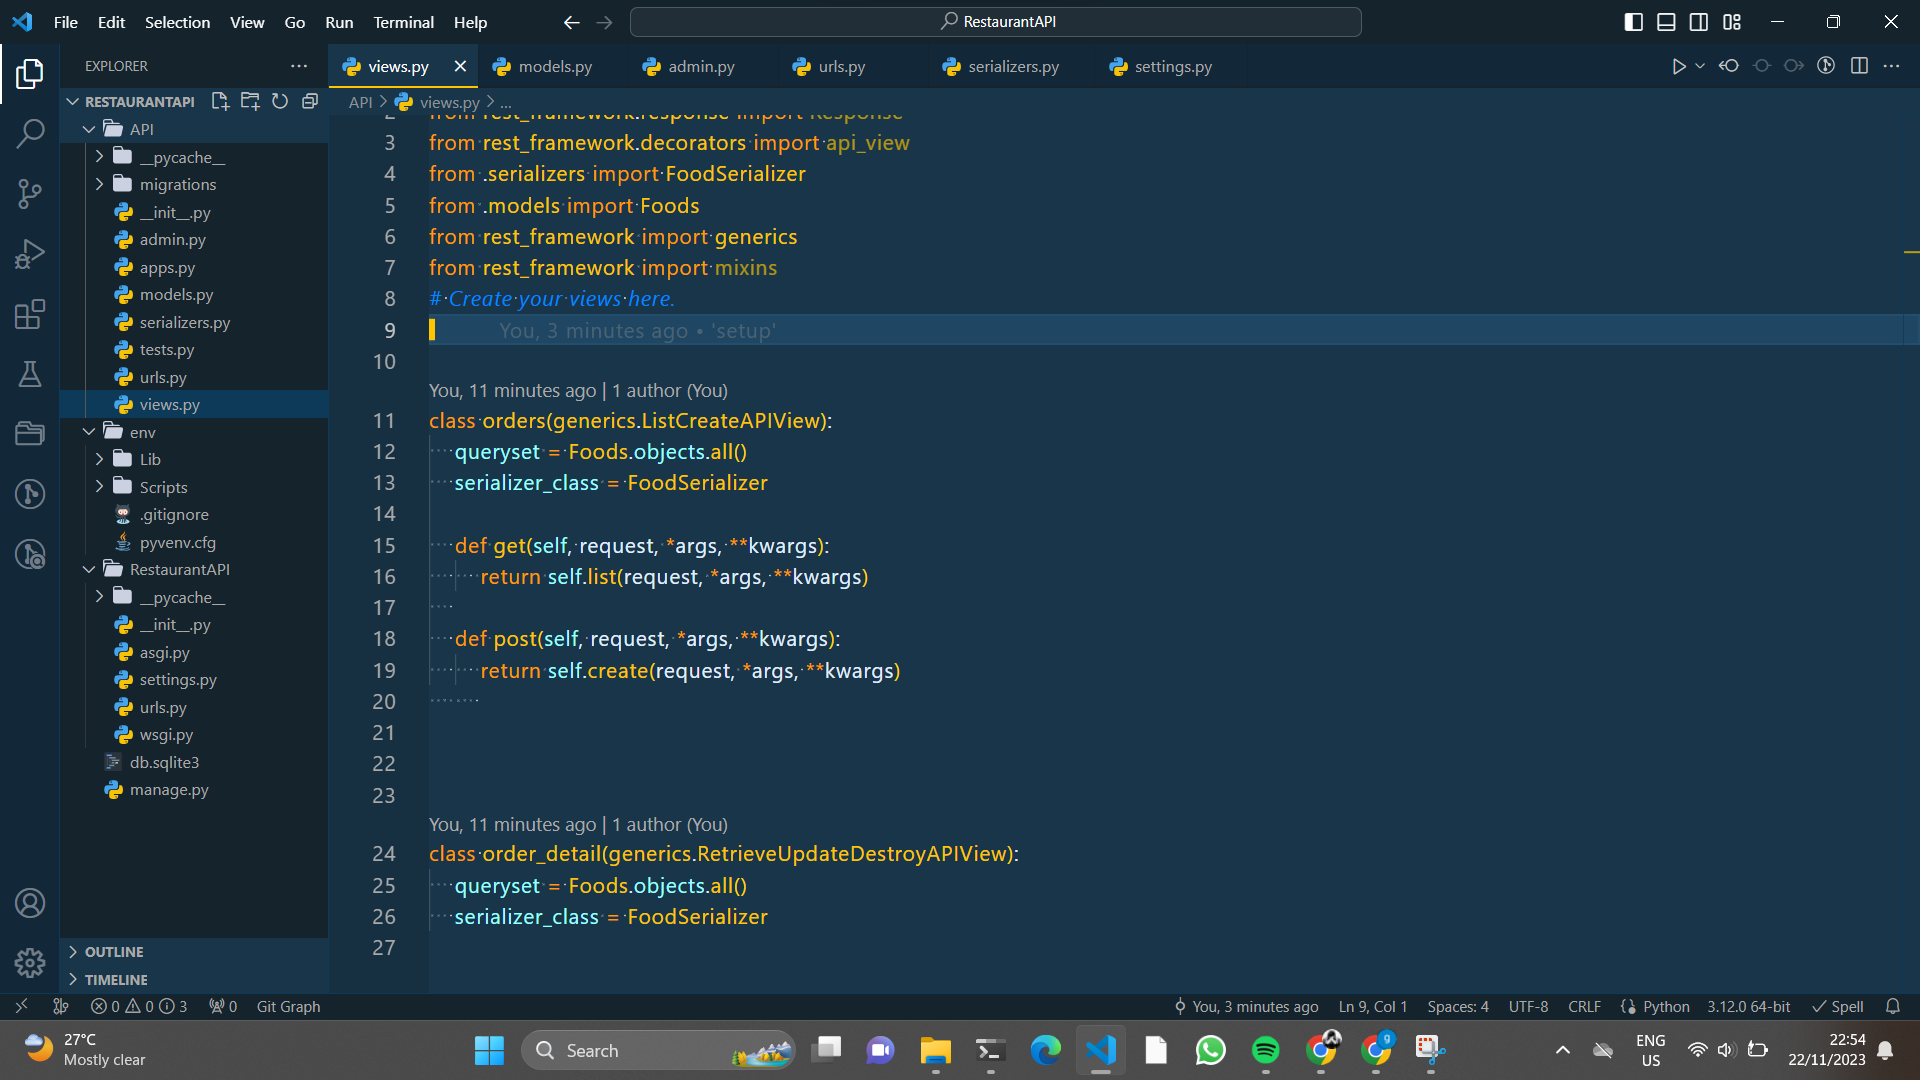 File Edit Selection View Go Run Terminal Help
RestaurantAPI
EXPLORER
views.py models.py admin.py urls.py serializers.py settings.py
RESTAURANTAPI
API > views.py > ...
API
__pycache__
migrations
__init__.py
admin.py
apps.py
models.py
serializers.py
tests.py
urls.py
views.py
env
Lib
Scripts
.gitignore
pyvenv.cfg
RestaurantAPI
__pycache__
__init__.py
asgi.py
settings.py
urls.py
wsgi.py
db.sqlite3
manage.py
OUTLINE
TIMELINE
2 from rest_framework.response import Response
3 from rest_framework.decorators import api_view
4 from .serializers import FoodSerializer
5 from .models import Foods
6 from rest_framework import generics
7 from rest_framework import mixins
8 # Create your views here.
9 You, 3 minutes ago • 'setup'
10
You, 11 minutes ago | 1 author (You)
11 class orders(generics.ListCreateAPIView):
12 queryset = Foods.objects.all()
13 serializer_class = FoodSerializer
14
15 def get(self, request, *args, **kwargs):
16 return self.list(request, *args, **kwargs)
17
18 def post(self, request, *args, **kwargs):
19 return self.create(request, *args, **kwargs)
20
21
22
23
You, 11 minutes ago | 1 author (You)
24 class order_detail(generics.RetrieveUpdateDestroyAPIView):
25 queryset = Foods.objects.all()
26 serializer_class = FoodSerializer
27
0 0 3 0 Git Graph You, 3 minutes ago Ln 9, Col 1 Spaces: 4 UTF-8 CRLF Python 3.12.0 64-bit Spell
27°C
Mostly clear
Search
ENG
US
22:54
22/11/2023